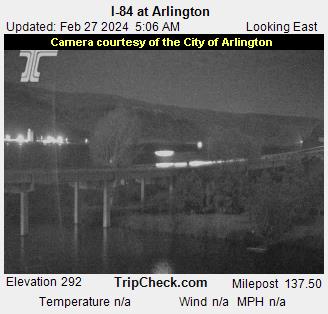 I-84 at Arlington
Updated: Feb 27 2024 5:06 AM Looking East
Camera courtesy of the City of Arlington
Elevation 292 TripCheck.com Milepost 137.50
Temperature n/a Wind n/a MPH n/a